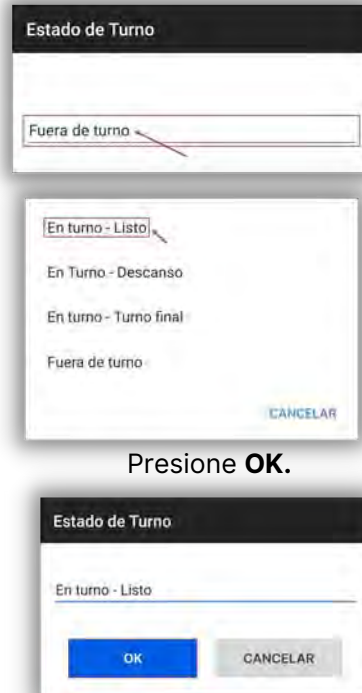 Estado de Turno
Fuera de turno
En turno - Listo
En Turno - Descanso
En turno - Turno final
Fuera de turno
CANCELAR
Presione OK.
Estado de Turno
En turno - Listo
OK CANCELAR